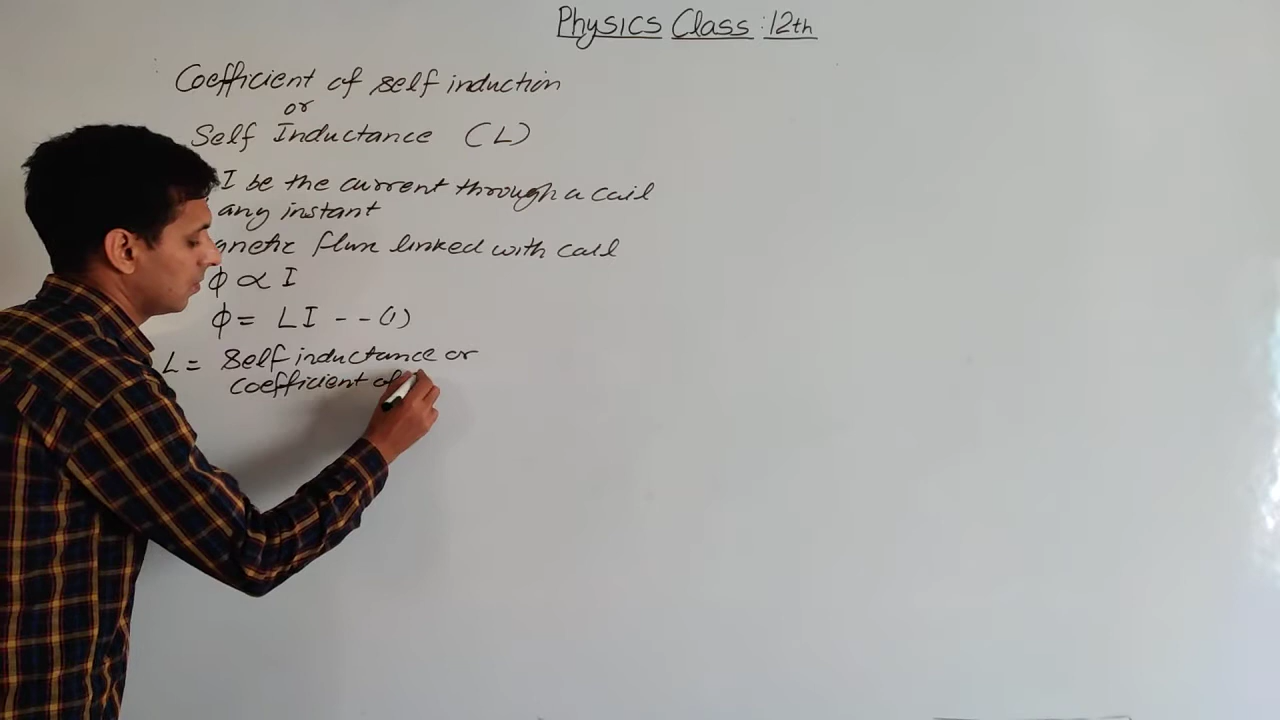 Physics Class : 12th
Coefficient of self induction
or
Self Inductance (L)
I be the current through a coil
any instant
gnetic flux linked with coil
ϕ ∝ I
ϕ = LI - - (1)
L = Self inductance or
Coefficient of